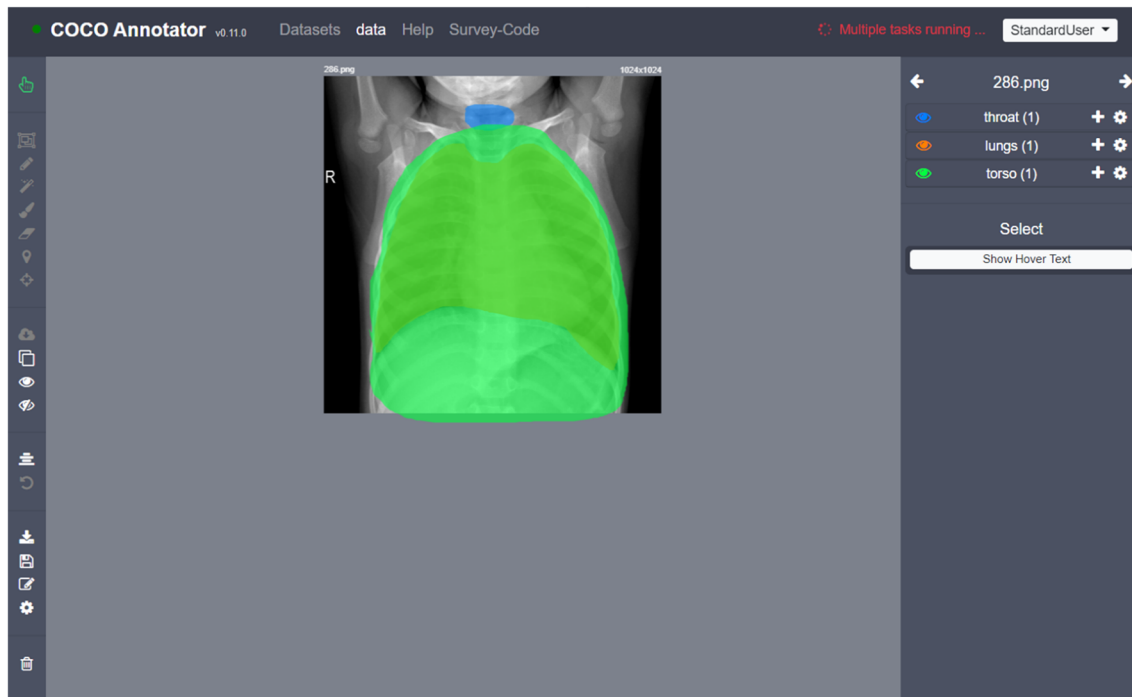 COCO Annotator v0.11.0 Datasets data Help Survey-Code Multiple tasks running ... StandardUser
286.png 1024x1024
R
286.png
throat (1)
lungs (1)
torso (1)
Select
Show Hover Text